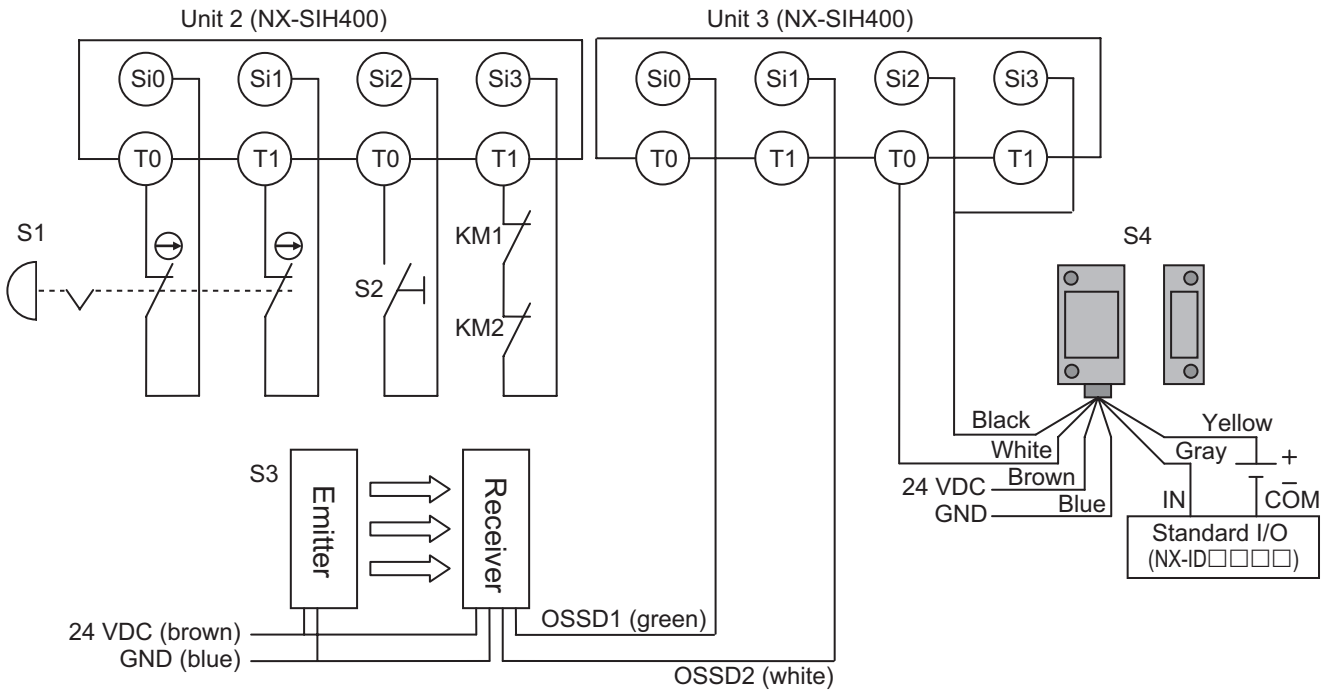 Unit 2 (NX-SIH400)
Unit 3 (NX-SIH400)
Si0 Si1 Si2 Si3
Si0 Si1 Si2 Si3
T0 T1 T0 T1
T0 T1 T0 T1
S1
S2
KM1
KM2
S4
Black
White
Brown
Blue
24 VDC
GND
Yellow
Gray
+
−
IN
COM
Standard I/O
(NX-ID□□□□)
S3
Emitter
Receiver
24 VDC (brown)
GND (blue)
OSSD1 (green)
OSSD2 (white)